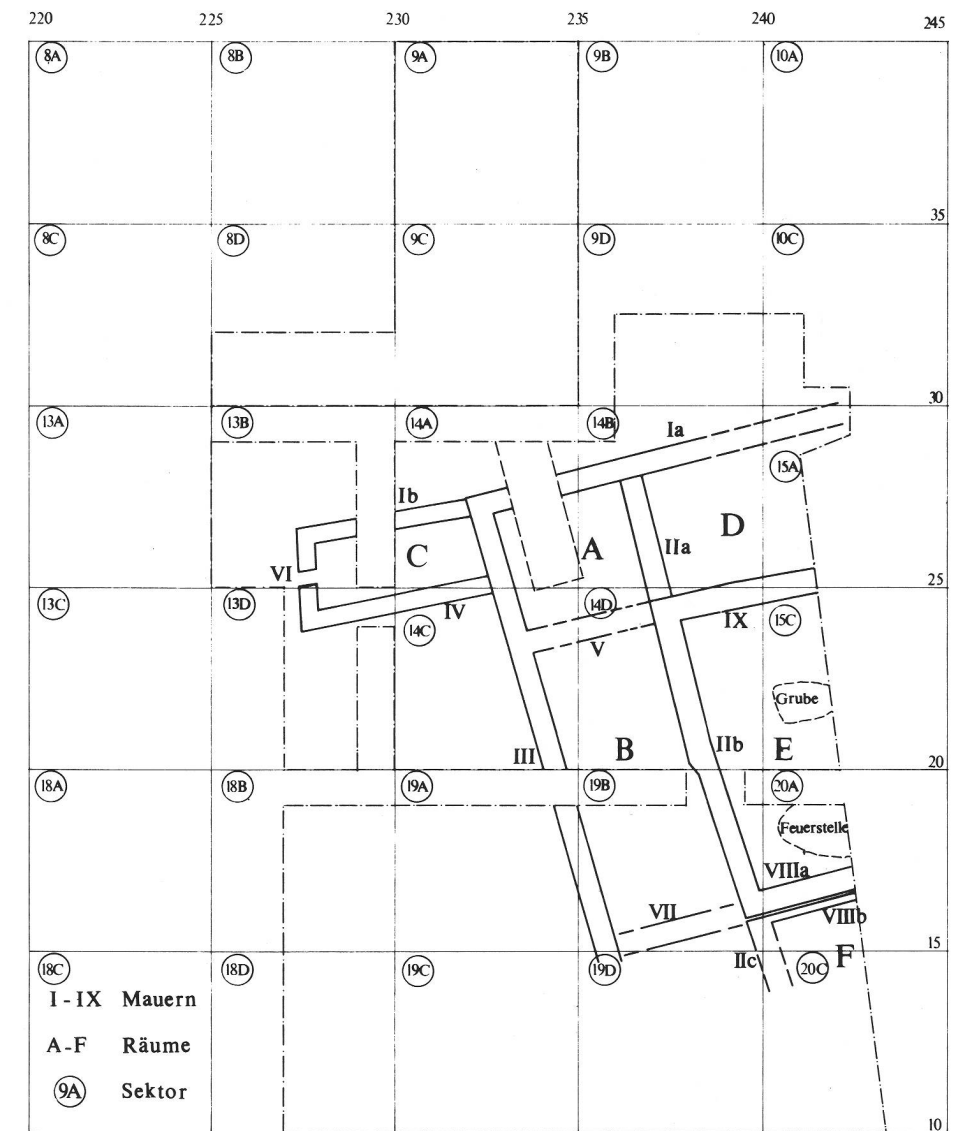 220 225 230 235 240 245
8A 8B 9A 9B 10A
35
8C 8D 9C 9D 10C
30
13A 13B 14A 14B
Ia
15A
Ib
D
C A
IIa
VI
25
13C 13D IV 14D
14C IX 15C
V
Grube
III B IIb E
20
18A 18B 19A 19B 20A
Feuerstelle
VIIIa
VII VIIIb
15
18C 18D 19C 19D IIc 20C F
I - IX Mauern
A - F Räume
9A Sektor
10